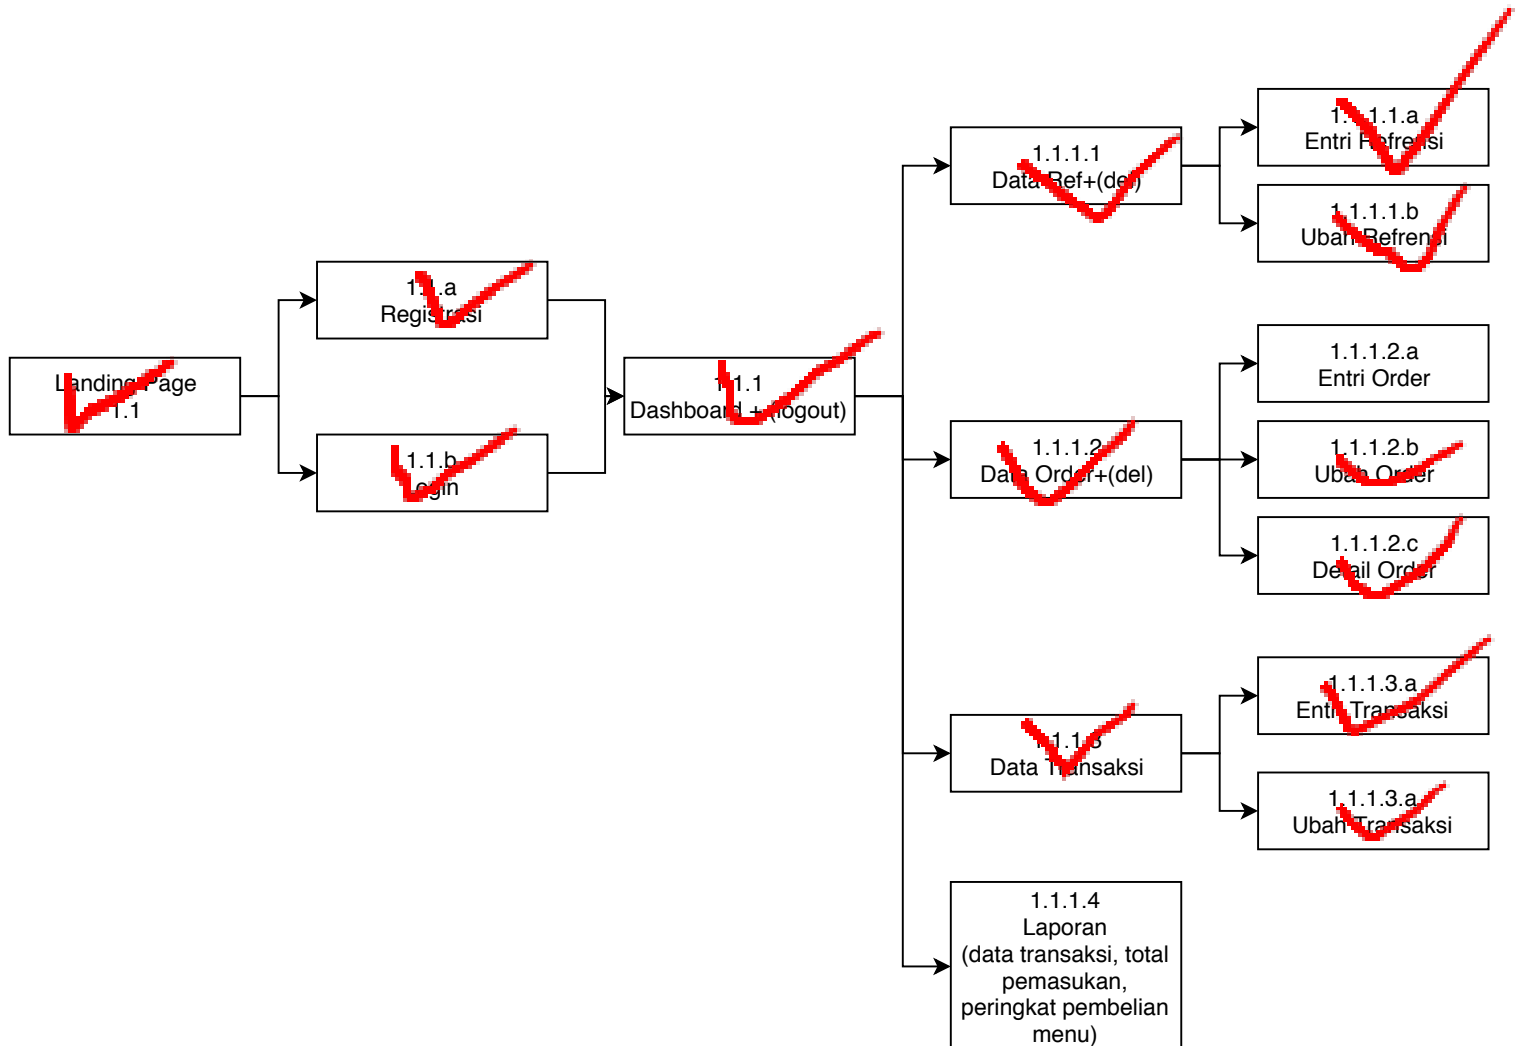 Landing Page
1.1
1.1.a
Registrasi
1.1.b
Login
1.1.1
Dashboard +(logout)
1.1.1.1
Data Ref+(del)
1.1.1.1.a
Entri Refrensi
1.1.1.1.b
Ubah Refrensi
1.1.1.2
Data Order+(del)
1.1.1.2.a
Entri Order
1.1.1.2.b
Ubah Order
1.1.1.2.c
Detail Order
1.1.1.3
Data Transaksi
1.1.1.3.a
Entri Transaksi
1.1.1.3.a
Ubah Transaksi
1.1.1.4
Laporan
(data transaksi, total
pemasukan,
peringkat pembelian
menu)